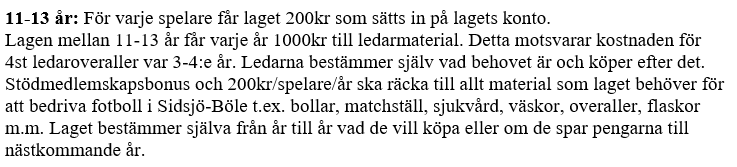 11-13 år: För varje spelare får laget 200kr som sätts in på lagets konto.
Lagen mellan 11-13 år får varje år 1000kr till ledarmaterial. Detta motsvarar kostnaden för
4st ledaroveraller var 3-4:e år. Ledarna bestämmer själv vad behovet är och köper efter det.
Stödmedlemskapsbonus och 200kr/spelare/år ska räcka till allt material som laget behöver för
att bedriva fotboll i Sidsjö-Böle t.ex. bollar, matchställ, sjukvård, väskor, overaller, flaskor
m.m. Laget bestämmer själva från år till år vad de vill köpa eller om de spar pengarna till
nästkommande år.